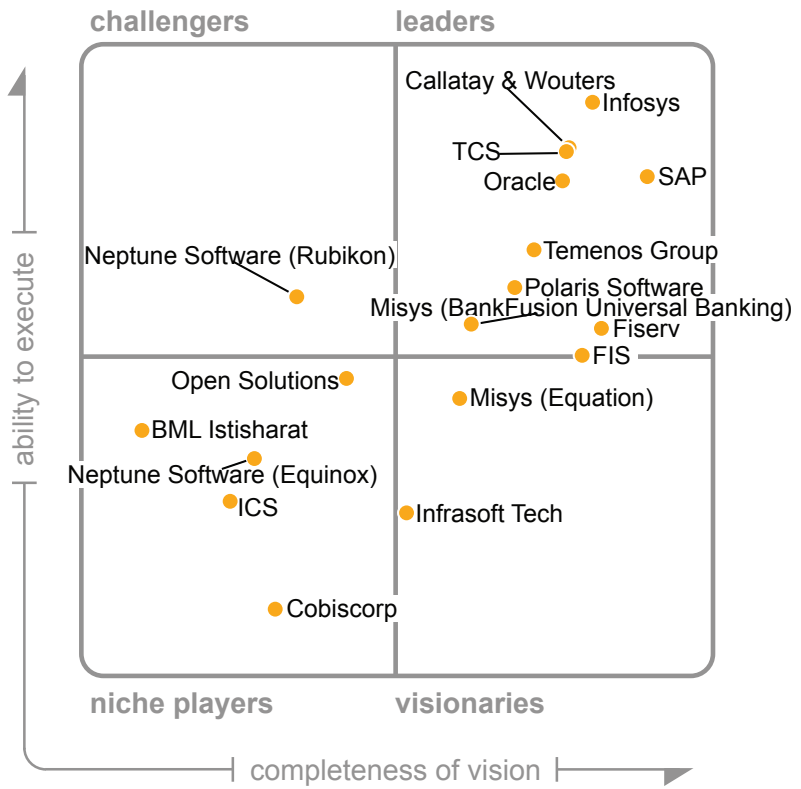 challengers
leaders
Callatay & Wouters
Infosys
TCS
Oracle
SAP
Neptune Software (Rubikon)
Temenos Group
Polaris Software
Misys (BankFusion Universal Banking)
Fiserv
FIS
Open Solutions
Misys (Equation)
BML Istisharat
Neptune Software (Equinox)
ICS
Infrasoft Tech
Cobiscorp
niche players
visionaries
ability to execute
completeness of vision